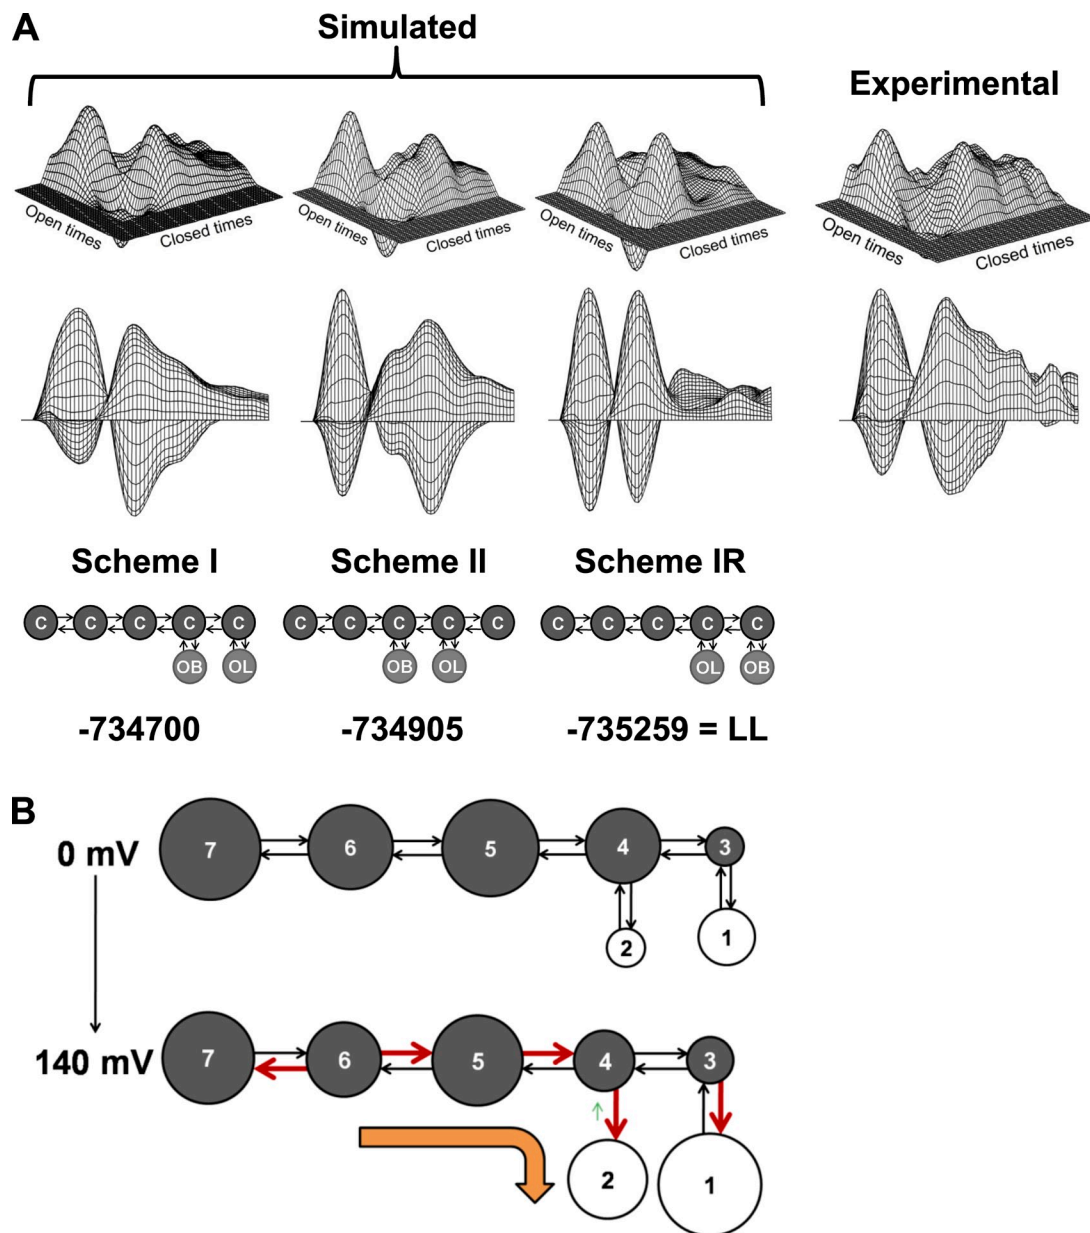 A
Simulated
Experimental
Open times
Closed times
Open times
Closed times
Open times
Closed times
Open times
Closed times
Scheme I
Scheme II
Scheme IR
C C C C C
OB OL
C C C C C
OB OL
C C C C C
OL OB
-734700
-734905
-735259 = LL
B
0 mV
7 6 5 4 3
2 1
140 mV
7 6 5 4 3
2 1